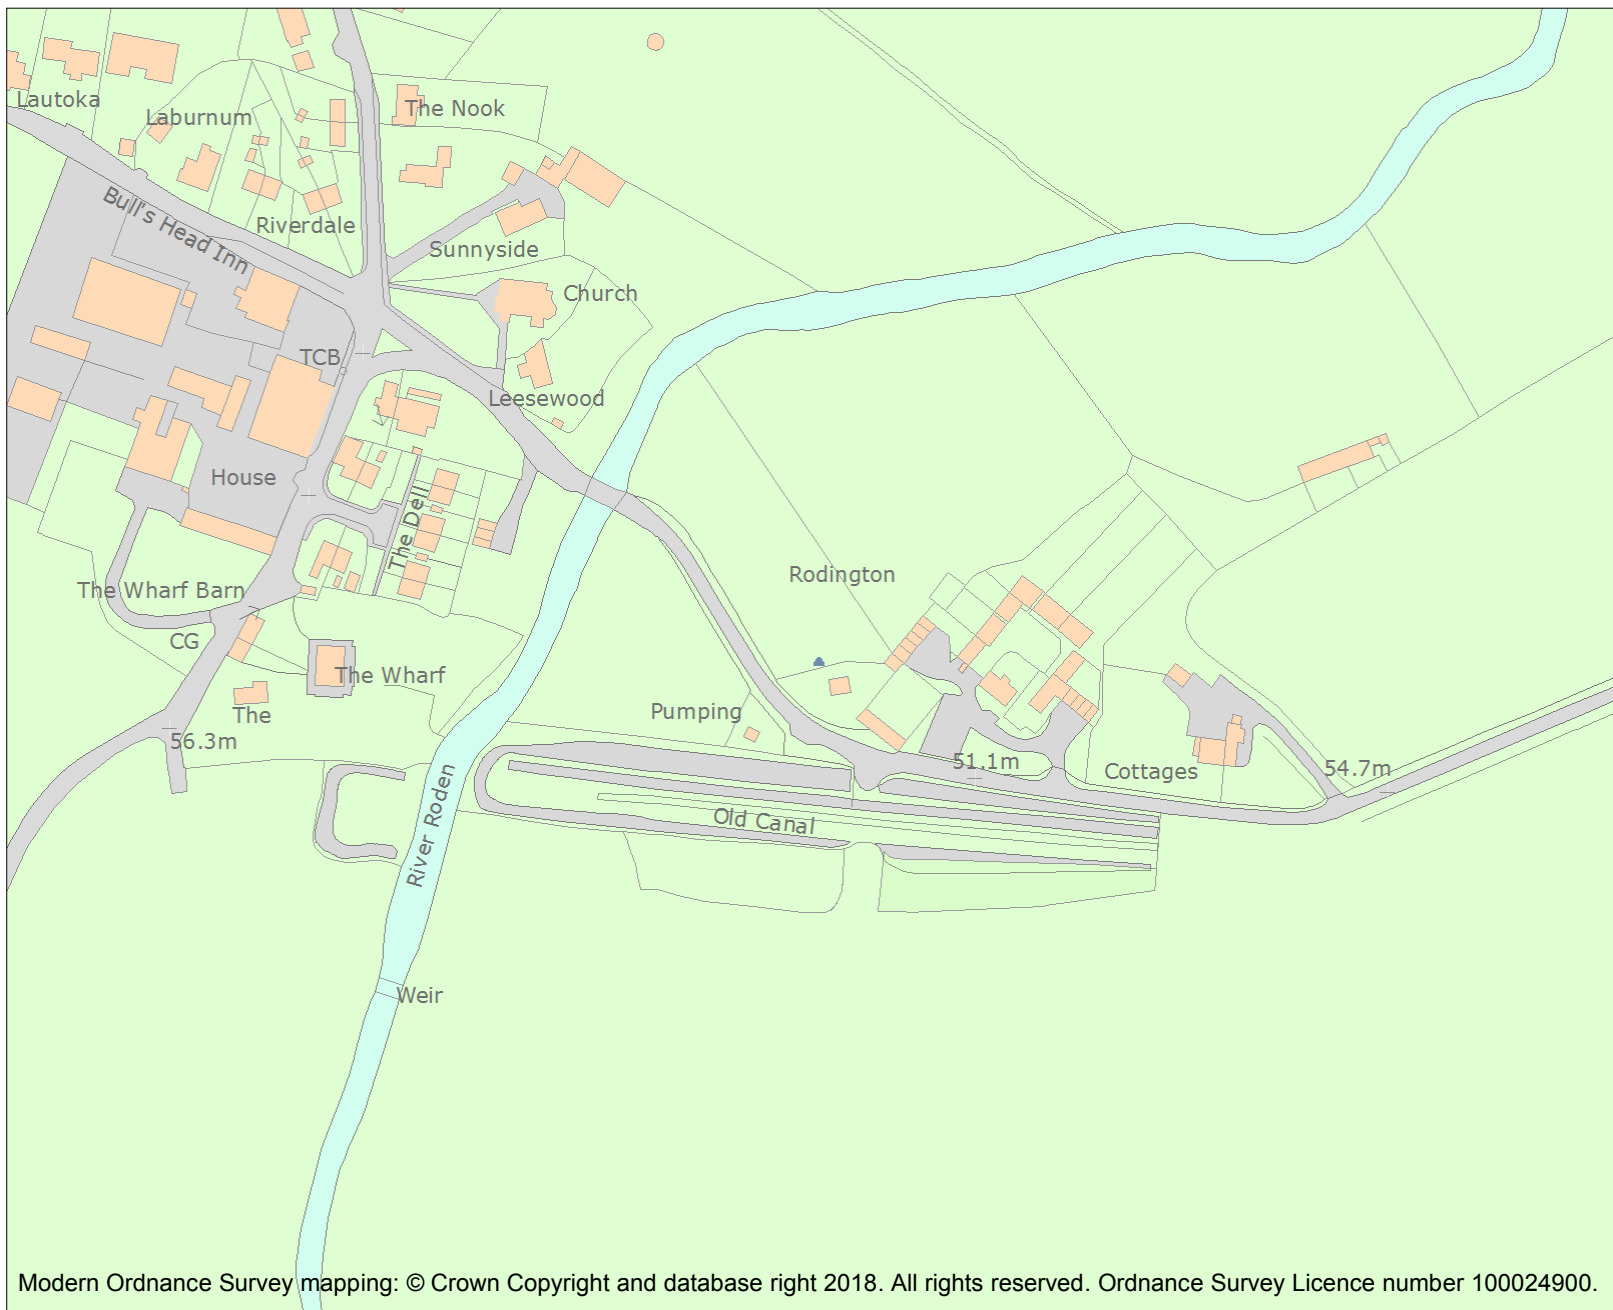 Lautoka
Laburnum
The Nook
Bull's Head Inn
Riverdale
Sunnyside
Church
TCB
Leesewood
House
The Dell
The Wharf Barn
Rodington
CG
The Wharf
The
Pumping
56.3m
51.1m
Cottages
54.7m
River Roden
Old Canal
Weir
Modern Ordnance Survey mapping: © Crown Copyright and database right 2018. All rights reserved. Ordnance Survey Licence number 100024900.